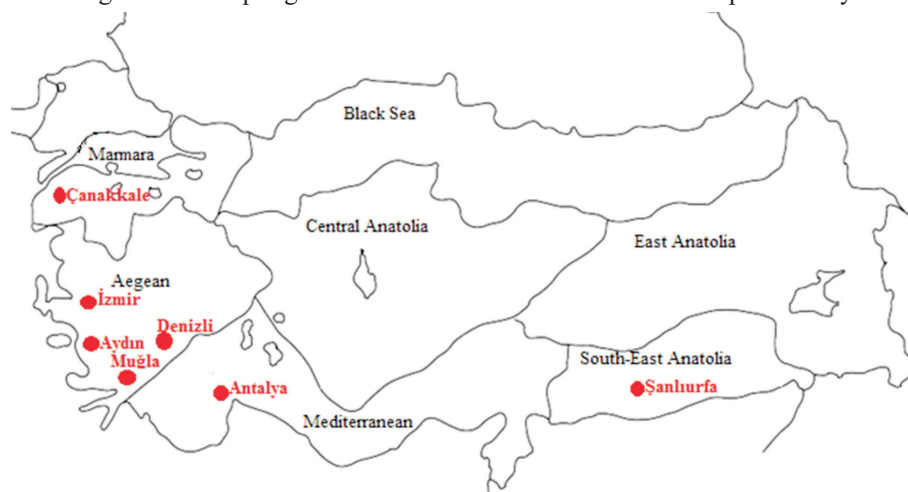 Black Sea
Marmara
Çanakkale
Central Anatolia
East Anatolia
Aegean
İzmir
Denizli
Aydın
Muğla
South-East Anatolia
Antalya
Şanlıurfa
Mediterranean